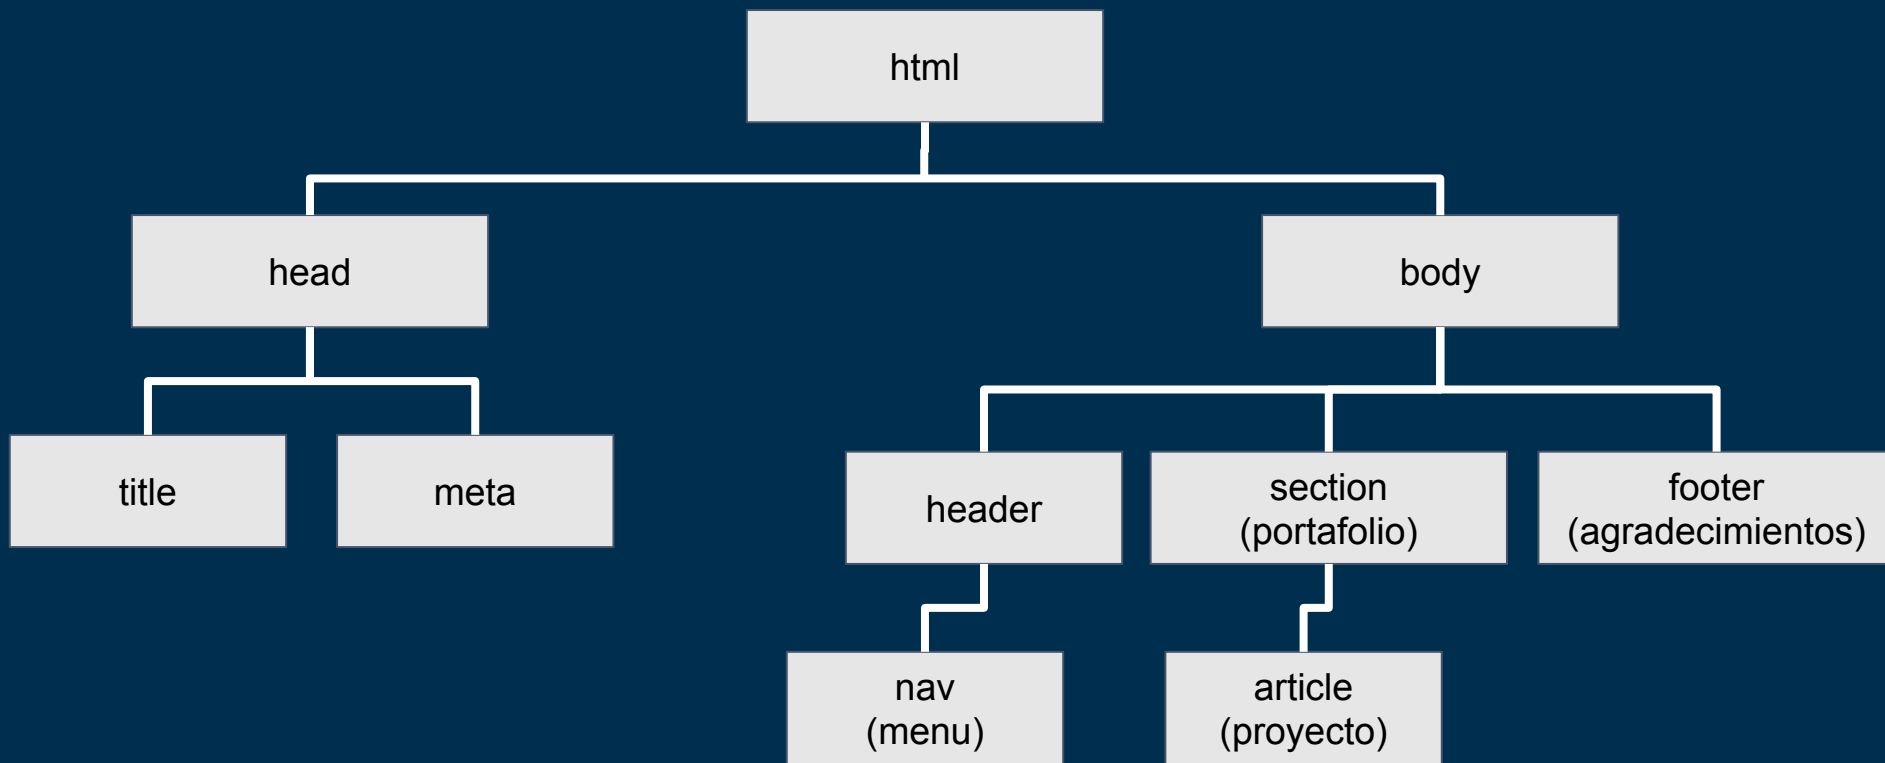 html
head
body
title
meta
header
section
(portafolio)
footer
(agradecimientos)
nav
(menu)
article
(proyecto)